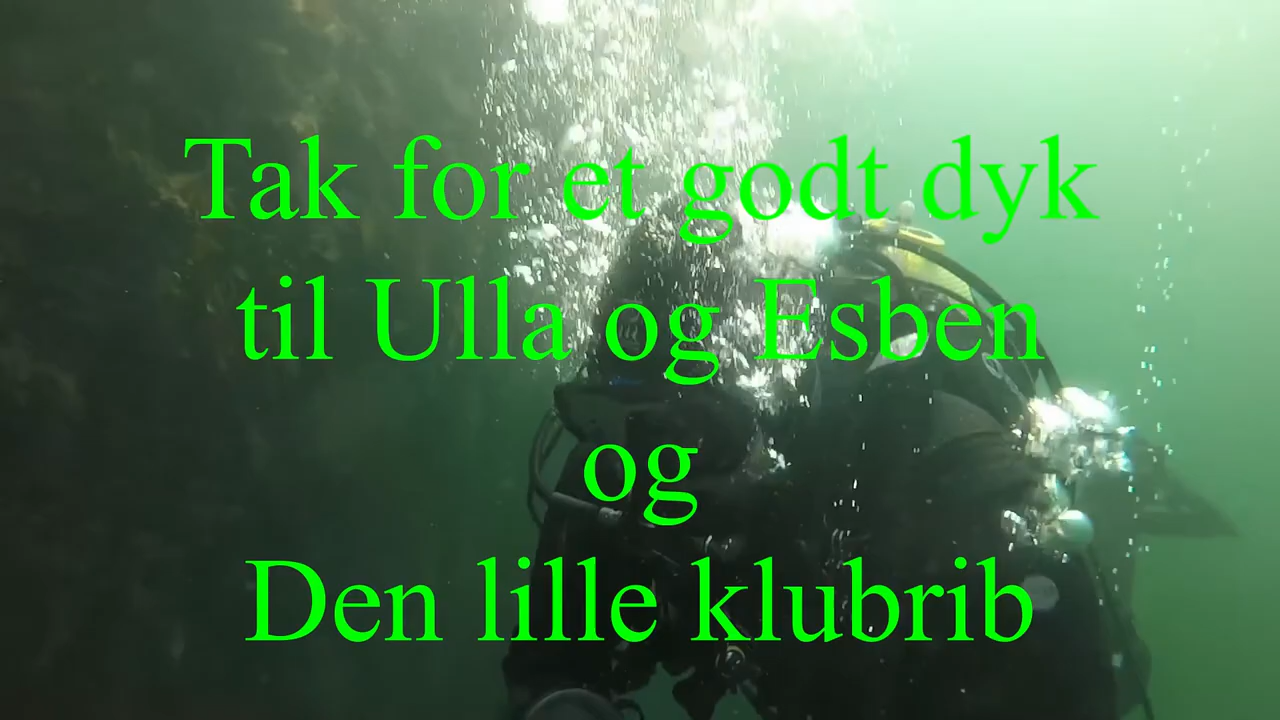 Tak for et godt dyk
til Ulla og Esben
og
Den lille klubrib